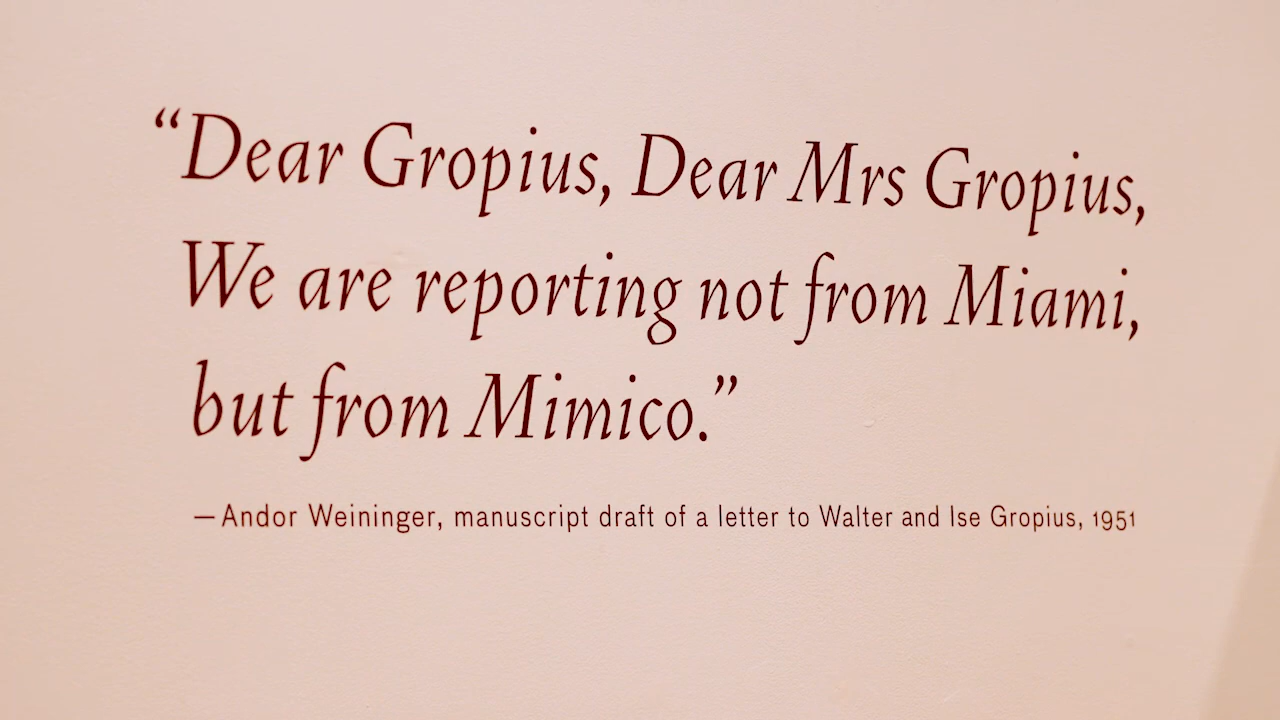 “Dear Gropius, Dear Mrs Gropius,
We are reporting not from Miami,
but from Mimico.”
—Andor Weininger, manuscript draft of a letter to Walter and Ise Gropius, 1951